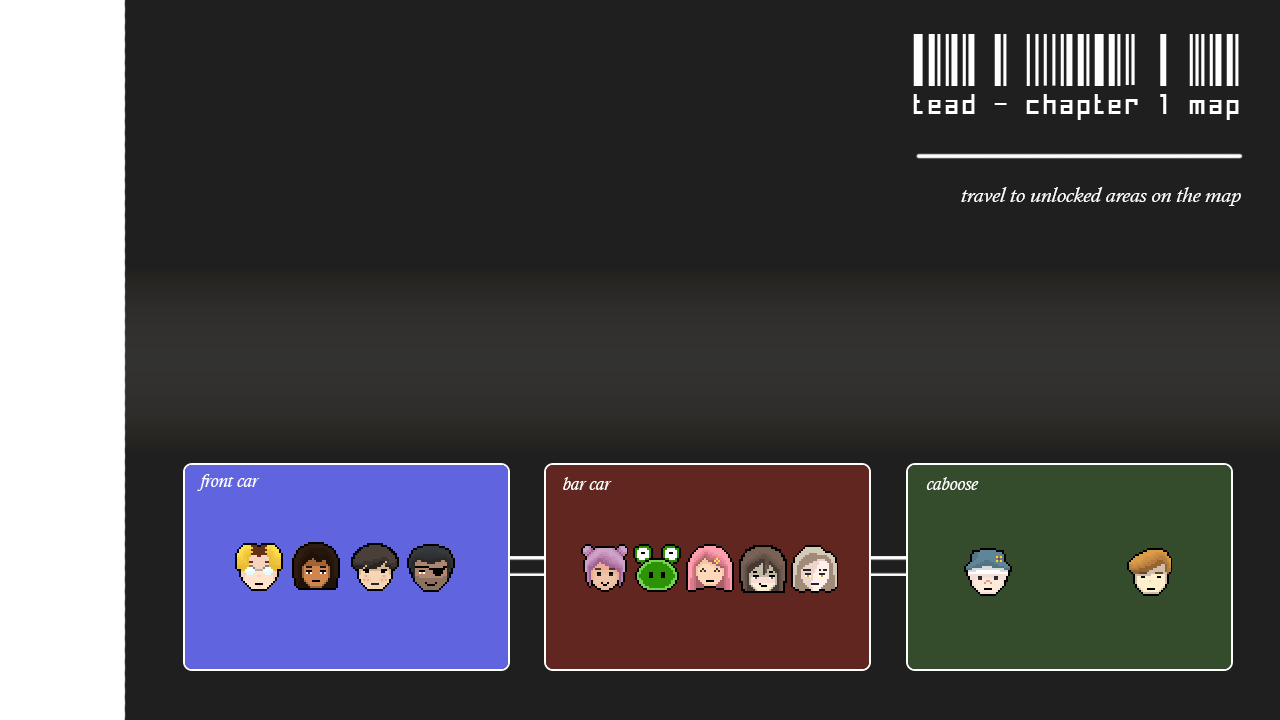 tead - chapter 1 map
travel to unlocked areas on the map
front car
bar car
caboose